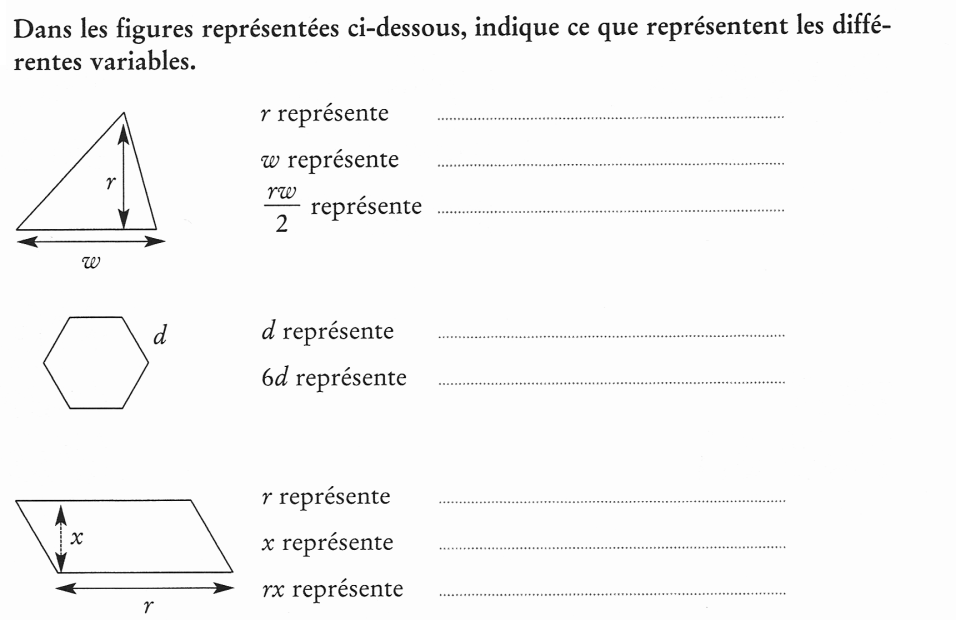 Dans les figures représentées ci-dessous, indique ce que représentent les diffé-
rentes variables.
r représente ........................
w représente ........................
rw/2 représente ........................
r
w
d
d représente ........................
6d représente ........................
r représente ........................
x représente ........................
rx représente ........................
x
r